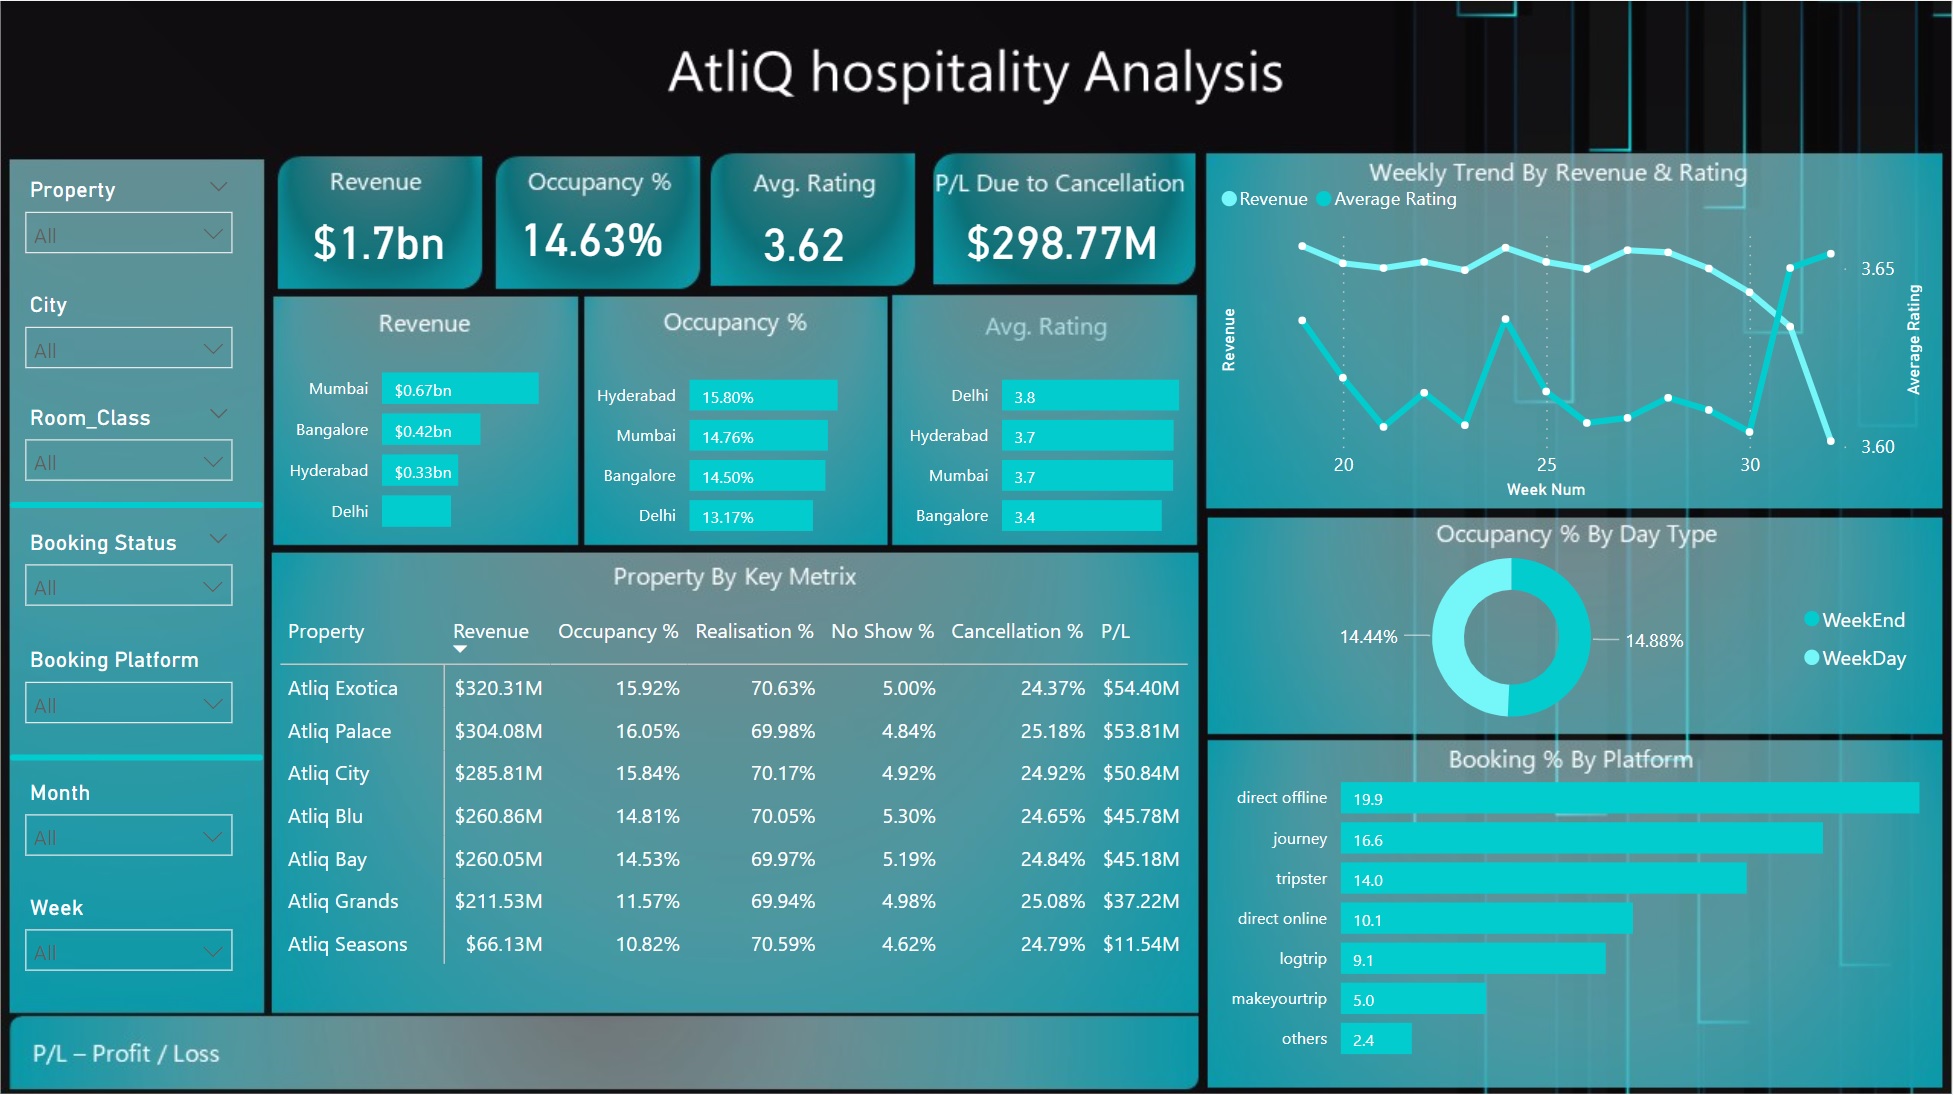 AtliQ hospitality Analysis
Property
All
City
All
Room_Class
All
Booking Status
All
Booking Platform
All
Month
All
Week
All
Revenue
$1.7bn
Occupancy %
14.63%
Avg. Rating
3.62
P/L Due to Cancellation
$298.77M
Revenue
Mumbai $0.67bn
Bangalore $0.42bn
Hyderabad $0.33bn
Delhi
Occupancy %
Hyderabad 15.80%
Mumbai 14.76%
Bangalore 14.50%
Delhi 13.17%
Avg. Rating
Delhi 3.8
Hyderabad 3.7
Mumbai 3.7
Bangalore 3.4
Property By Key Metrix
Property Revenue Occupancy % Realisation % No Show % Cancellation % P/L
Atliq Exotica $320.31M 15.92% 70.63% 5.00% 24.37% $54.40M
Atliq Palace $304.08M 16.05% 69.98% 4.84% 25.18% $53.81M
Atliq City $285.81M 15.84% 70.17% 4.92% 24.92% $50.84M
Atliq Blu $260.86M 14.81% 70.05% 5.30% 24.65% $45.78M
Atliq Bay $260.05M 14.53% 69.97% 5.19% 24.84% $45.18M
Atliq Grands $211.53M 11.57% 69.94% 4.98% 25.08% $37.22M
Atliq Seasons $66.13M 10.82% 70.59% 4.62% 24.79% $11.54M
P/L – Profit / Loss
Weekly Trend By Revenue & Rating
Revenue Average Rating
Revenue
3.65
3.60
Average Rating
20 25 30
Week Num
Occupancy % By Day Type
14.44% 14.88%
WeekEnd
WeekDay
Booking % By Platform
direct offline 19.9
journey 16.6
tripster 14.0
direct online 10.1
logtrip 9.1
makeyourtrip 5.0
others 2.4